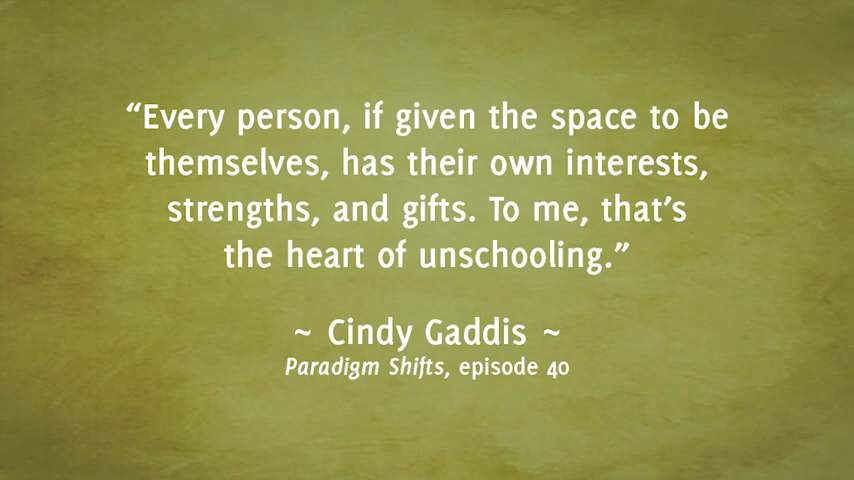 “Every person, if given the space to be
themselves, has their own interests,
strengths, and gifts. To me, that’s
the heart of unschooling.”
~ Cindy Gaddis ~
Paradigm Shifts, episode 40